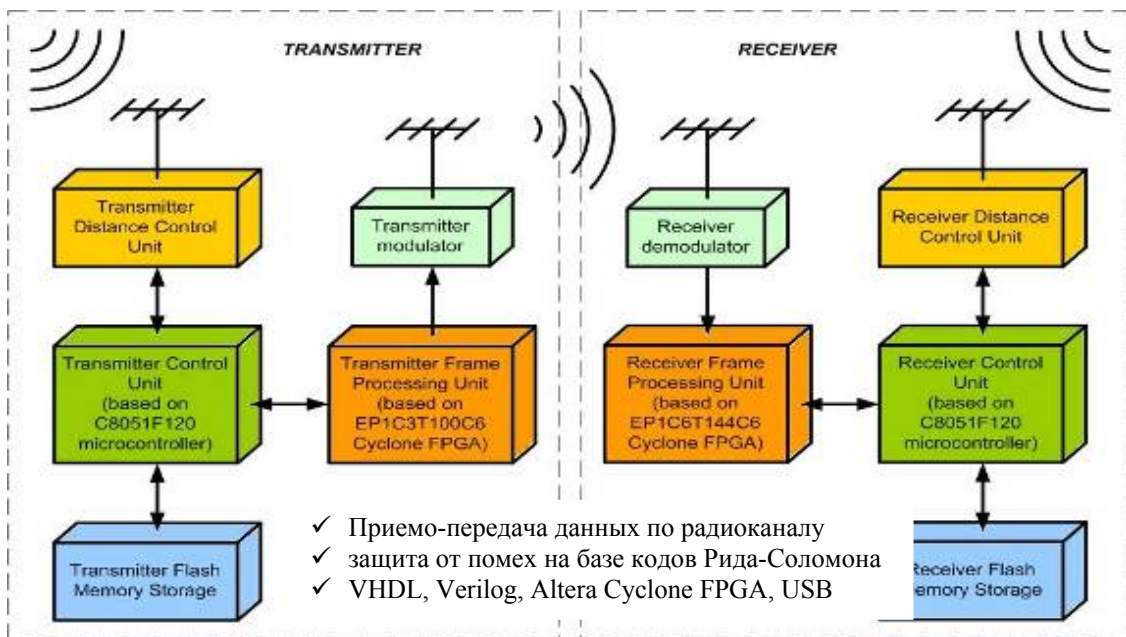 TRANSMITTER
RECEIVER
Transmitter
Distance Control
Unit
Transmitter
modulator
Receiver
demodulator
Receiver Distance
Control Unit
Transmitter Control
Unit
(based on
C8051F120
microcontroller)
Transmitter Frame
Processing Unit
(based on
EP1C3T100C6
Cyclone FPGA)
Receiver Frame
Processing Unit
(based on
EP1C6T144C6
Cyclone FPGA)
Receiver Control
Unit
(based on
C8051F120
microcontroller)
✓ Приемо-передача данных по радиоканалу
✓ защита от помех на базе кодов Рида-Соломона
✓ VHDL, Verilog, Altera Cyclone FPGA, USB
Transmitter Flash
Memory Storage
Receiver Flash
Memory Storage